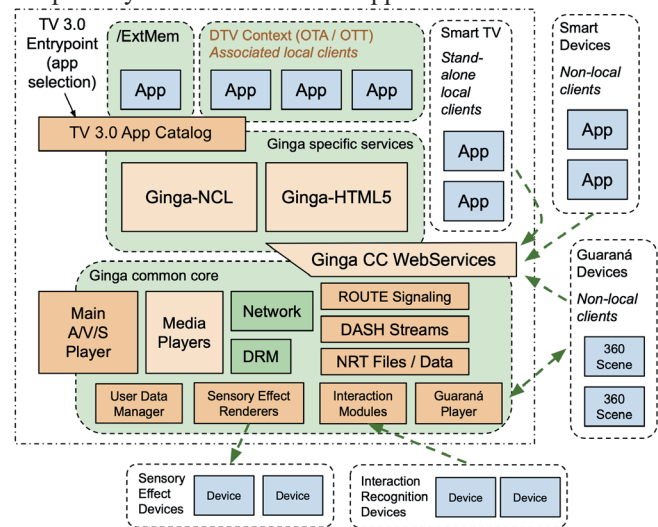 TV 3.0
Entrypoint
(app
selection)
/ExtMem
App
DTV Context (OTA / OTT)
Associated local clients
App
App
App
Smart TV
Stand-
alone
local
clients
App
App
Smart
Devices
Non-local
clients
App
App
TV 3.0 App Catalog
Ginga specific services
Ginga-NCL
Ginga-HTML5
Ginga CC WebServices
Ginga common core
Main
A/V/S
Player
Media
Players
Network
DRM
ROUTE Signaling
DASH Streams
NRT Files / Data
User Data
Manager
Sensory Effect
Renderers
Interaction
Modules
Guaraná
Player
Guaraná
Devices
Non-local
clients
360
Scene
360
Scene
Sensory
Effect
Devices
Device
Device
Interaction
Recognition
Devices
Device
Device